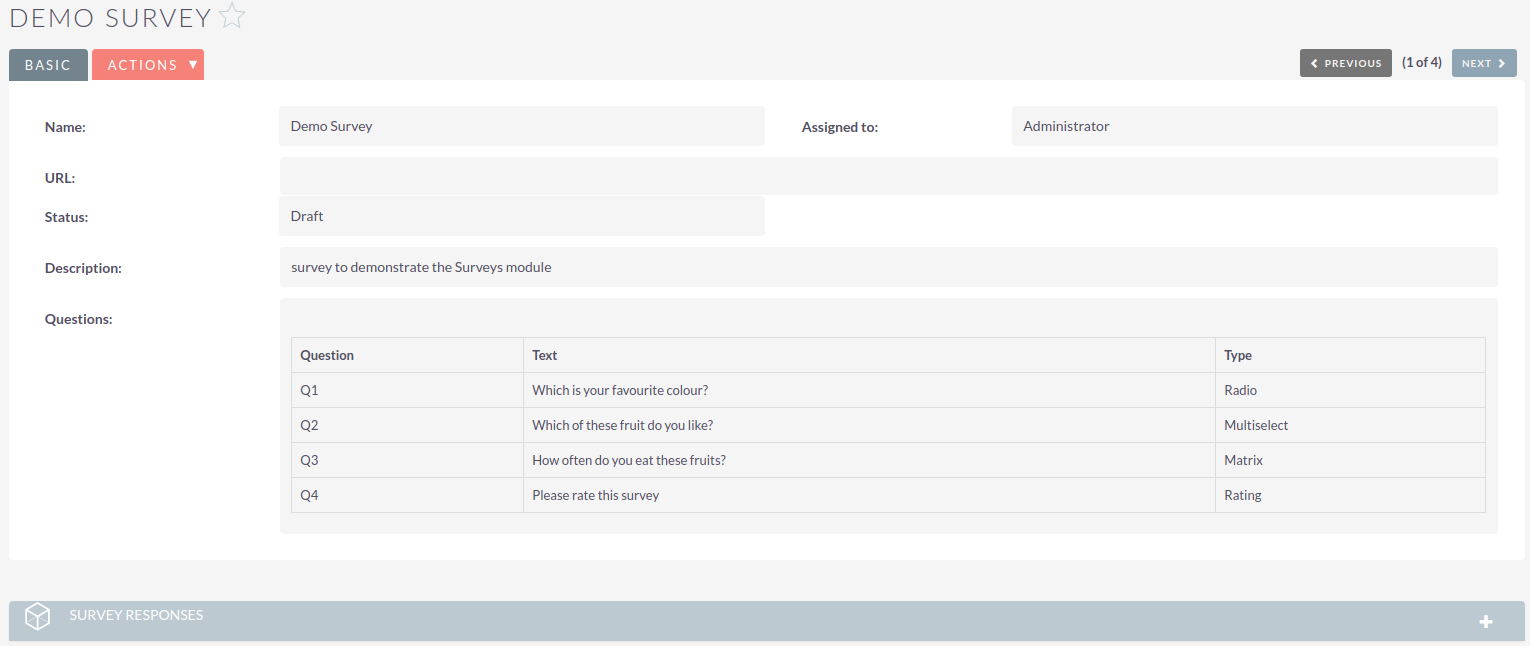 DEMO SURVEY
BASIC ACTIONS ▼ PREVIOUS (1 of 4) NEXT
Name: Demo Survey Assigned to: Administrator
URL:
Status: Draft
Description: survey to demonstrate the Surveys module
Questions:
Question Text Type
Q1 Which is your favourite colour? Radio
Q2 Which of these fruit do you like? Multiselect
Q3 How often do you eat these fruits? Matrix
Q4 Please rate this survey Rating
SURVEY RESPONSES